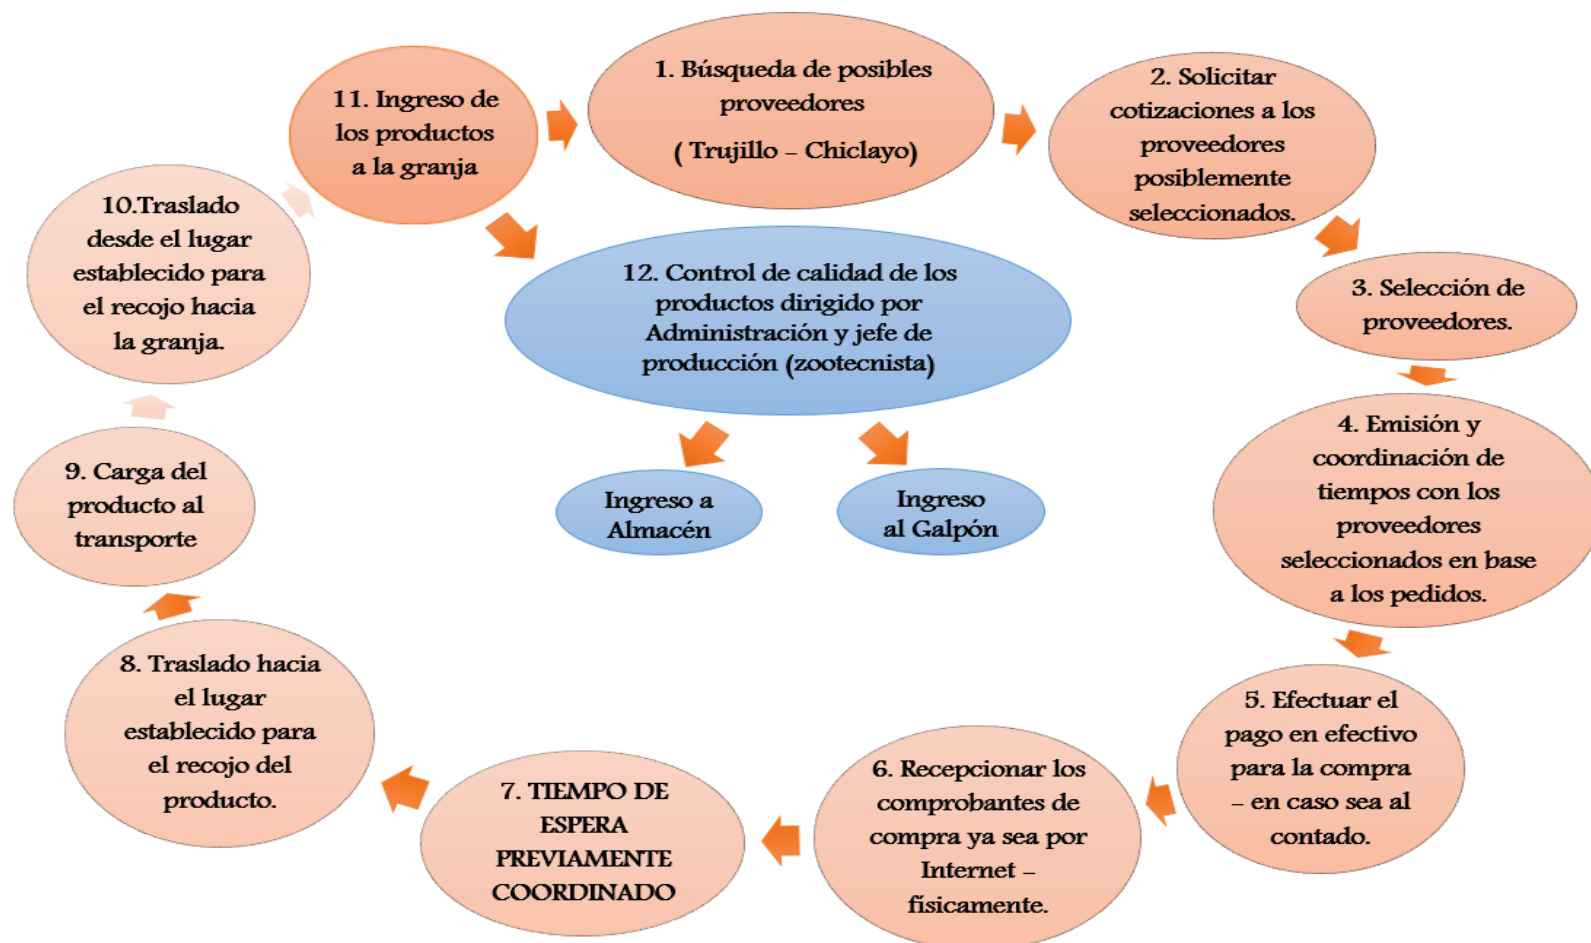 1. Búsqueda de posibles
proveedores
( Trujillo – Chiclayo)
2. Solicitar
cotizaciones a los
proveedores
posiblemente
seleccionados.
3. Selección de
proveedores.
4. Emisión y
coordinación de
tiempos con los
proveedores
seleccionados en base
a los pedidos.
5. Efectuar el
pago en efectivo
para la compra
– en caso sea al
contado.
6. Recepcionar los
comprobantes de
compra ya sea por
Internet –
físicamente.
7. TIEMPO DE
ESPERA
PREVIAMENTE
COORDINADO
8. Traslado hacia
el lugar
establecido para
el recojo del
producto.
9. Carga del
producto al
transporte
10.Traslado
desde el lugar
establecido para
el recojo hacia
la granja.
11. Ingreso de
los productos
a la granja
12. Control de calidad de los
productos dirigido por
Administración y jefe de
producción (zootecnista)
Ingreso a
Almacén
Ingreso
al Galpón